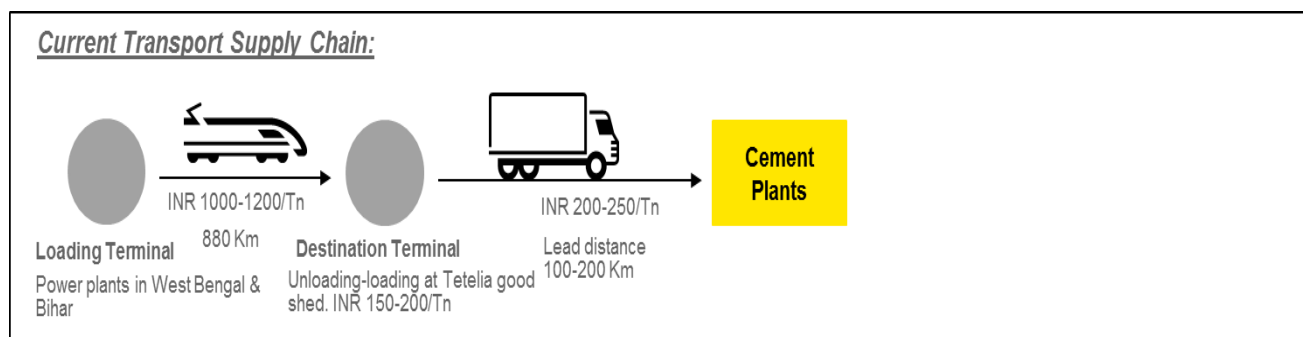 Current Transport Supply Chain:
INR 1000-1200/Tn
880 Km
Loading Terminal
Power plants in West Bengal &
Bihar
Destination Terminal
Unloading-loading at Tetelia good
shed. INR 150-200/Tn
INR 200-250/Tn
Lead distance
100-200 Km
Cement
Plants